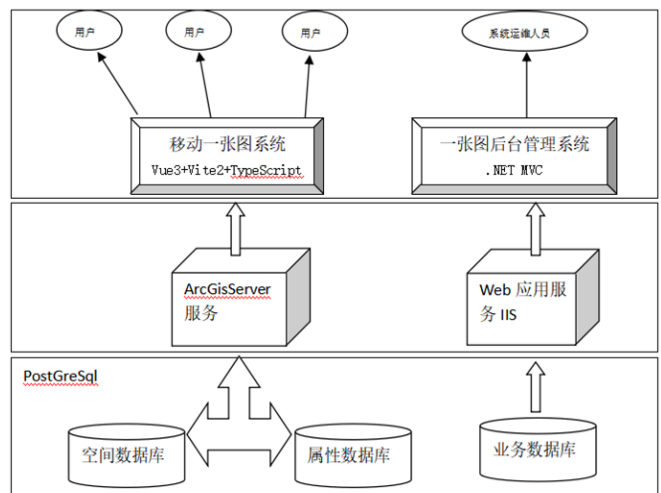 用户
用户
用户
系统运维人员
移动一张图系统
Vue3+Vite2+TypeScript
一张图后台管理系统
.NET MVC
ArcGisServer
服务
Web 应用服
务 IIS
PostGreSql
空间数据库
属性数据库
业务数据库